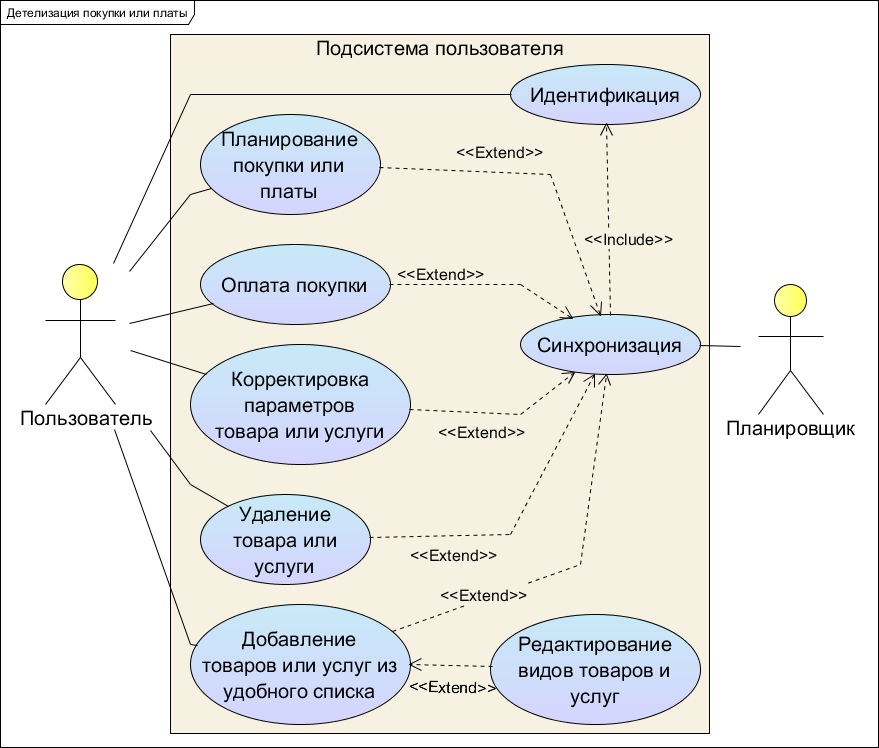 Детелизация покупки или платы
Подсистема пользователя
Идентификация
Планирование
покупки или
платы
<<Extend>>
<<Include>>
Оплата покупки
<<Extend>>
Синхронизация
Корректировка
параметров
товара или услуги
<<Extend>>
Пользователь
Планировщик
Удаление
товара или
услуги
<<Extend>>
<<Extend>>
Добавление
товаров или услуг из
удобного списка
<<Extend>>
Редактирование
видов товаров и
услуг